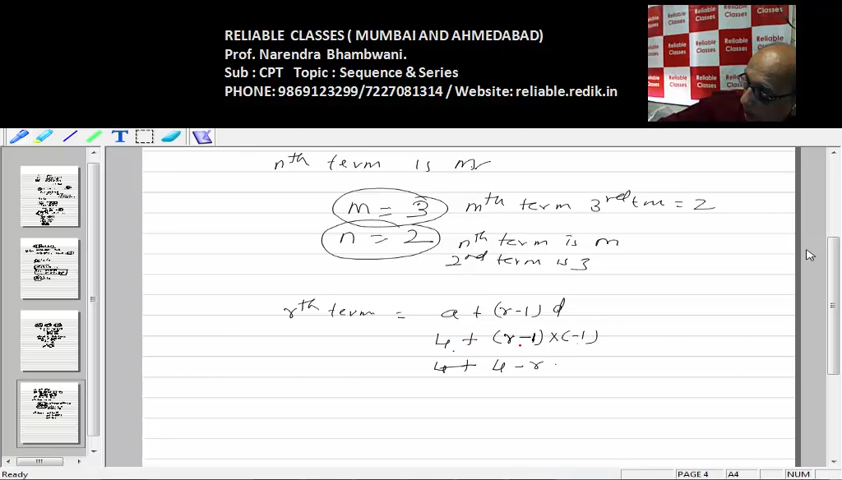 RELIABLE CLASSES ( MUMBAI AND AHMEDABAD)
Prof. Narendra Bhambwani.
Sub : CPT Topic : Sequence & Series
PHONE: 9869123299/7227081314 / Website: reliable.redik.in
Reliable Classes
T
nth term is m
m = 3 mth term 3rd tm = 2
n = 2 nth term is m
2nd term is 3
rth term = a + (r-1) d
4 + (r-1)×(-1)
4 + 4 - r
Ready
PAGE 4 A4 NUM